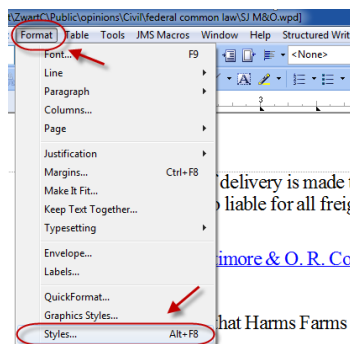 t\ZwartC\Public\opinions\Civil\federal common law\SJ M&O.wpd]
Format Table Tools JMS Macros Window Help Structured Writ
Font... F9 <None>
Line
Paragraph
Columns...
Page
Justification
Margins... Ctrl+F8
Make It Fit...
Keep Text Together...
Typesetting
Envelope...
Labels...
QuickFormat...
Graphics Styles...
Styles... Alt+F8
3
delivery is made
liable for all frei
timore & O. R. Co
hat Harms Farms